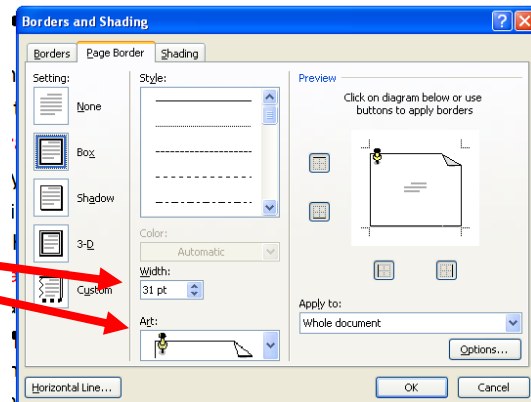 Borders and Shading
Borders
Page Border
Shading
Setting:
None
Box
Shadow
3-D
Custom
Style:
Color:
Automatic
Width:
31 pt
Art:
Preview
Click on diagram below or use
buttons to apply borders
Apply to:
Whole document
Options...
Horizontal Line...
OK
Cancel